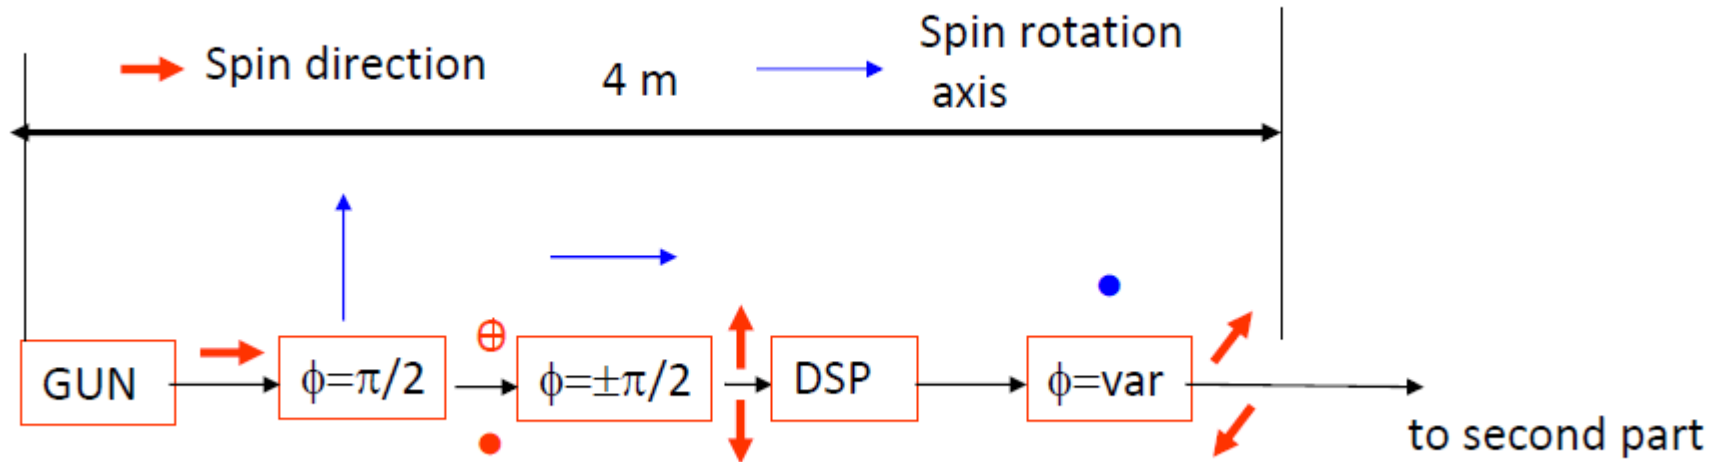 Spin direction
4 m
Spin rotation
axis
GUN
ϕ=π/2
ϕ=±π/2
DSP
ϕ=var
to second part